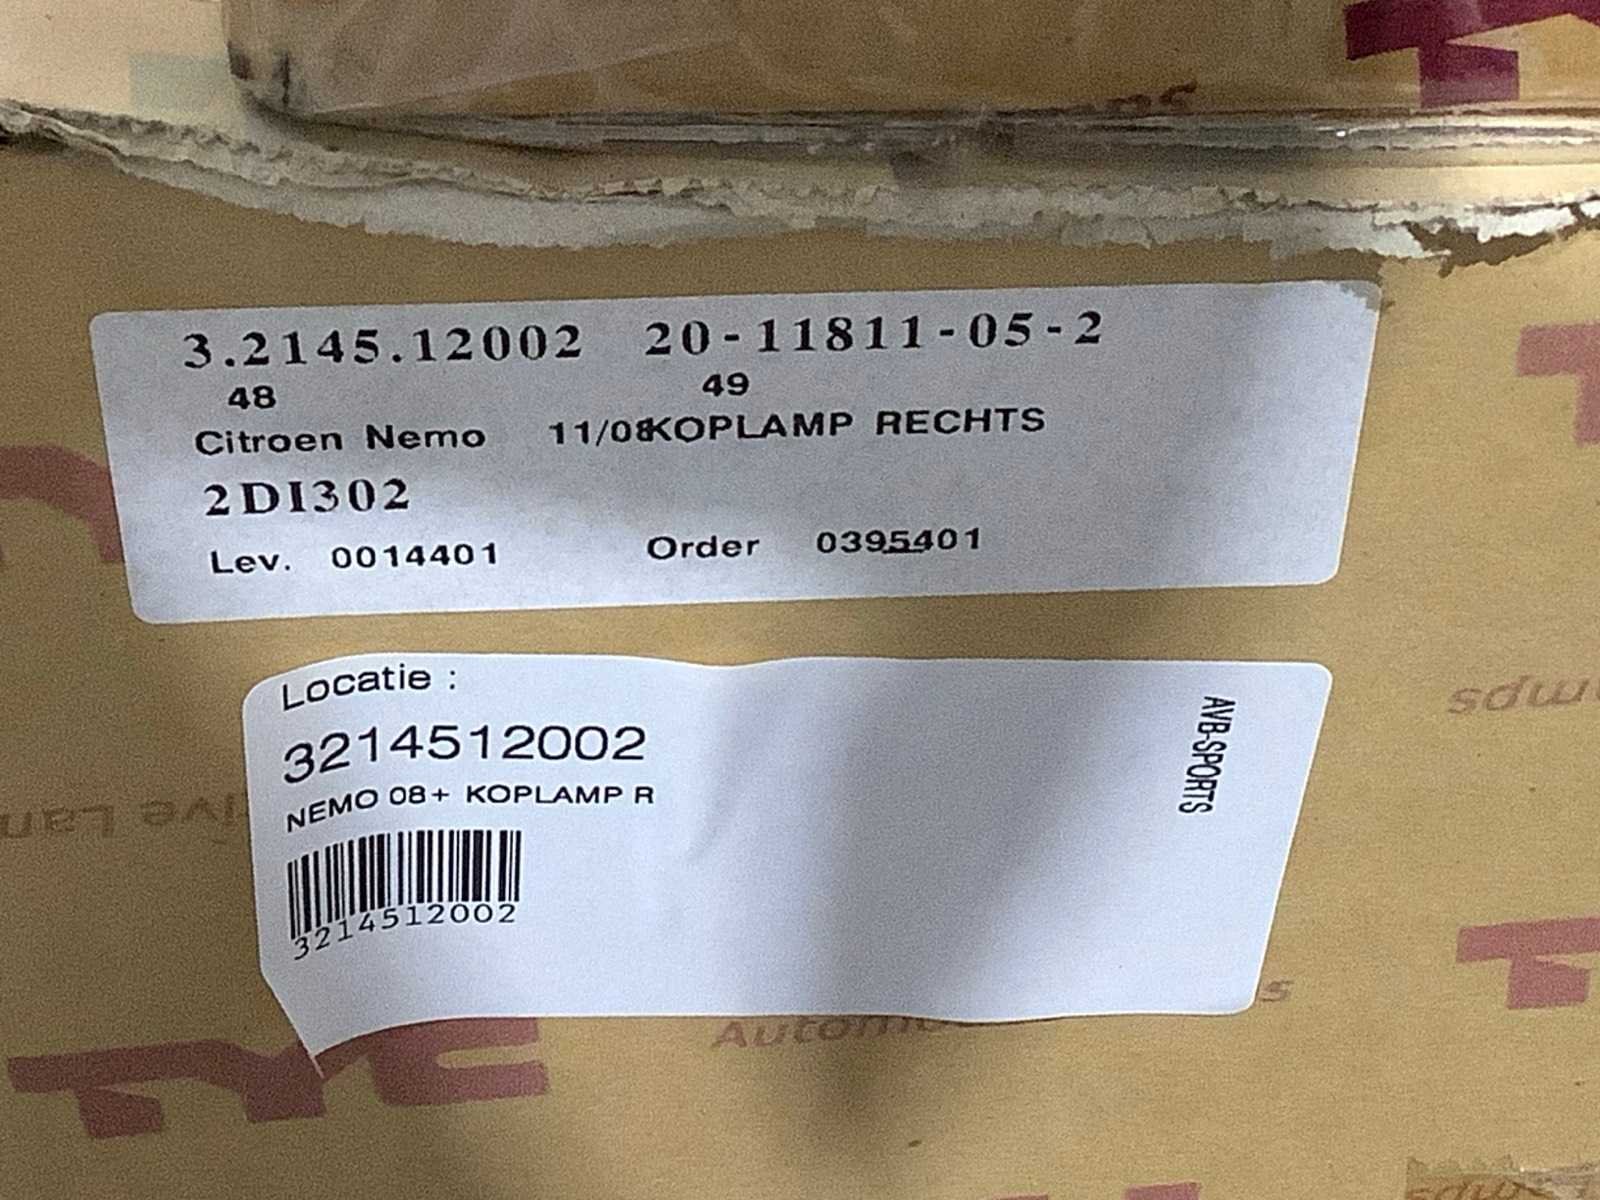 3.2145.12002 20-11811-05-2
48 49
Citroen Nemo 11/08KOPLAMP RECHTS
2DI302
Lev. 0014401 Order 0395401
Locatie :
3214512002
NEMO 08+ KOPLAMP R
3214512002
AVB-SPORTS
TYC